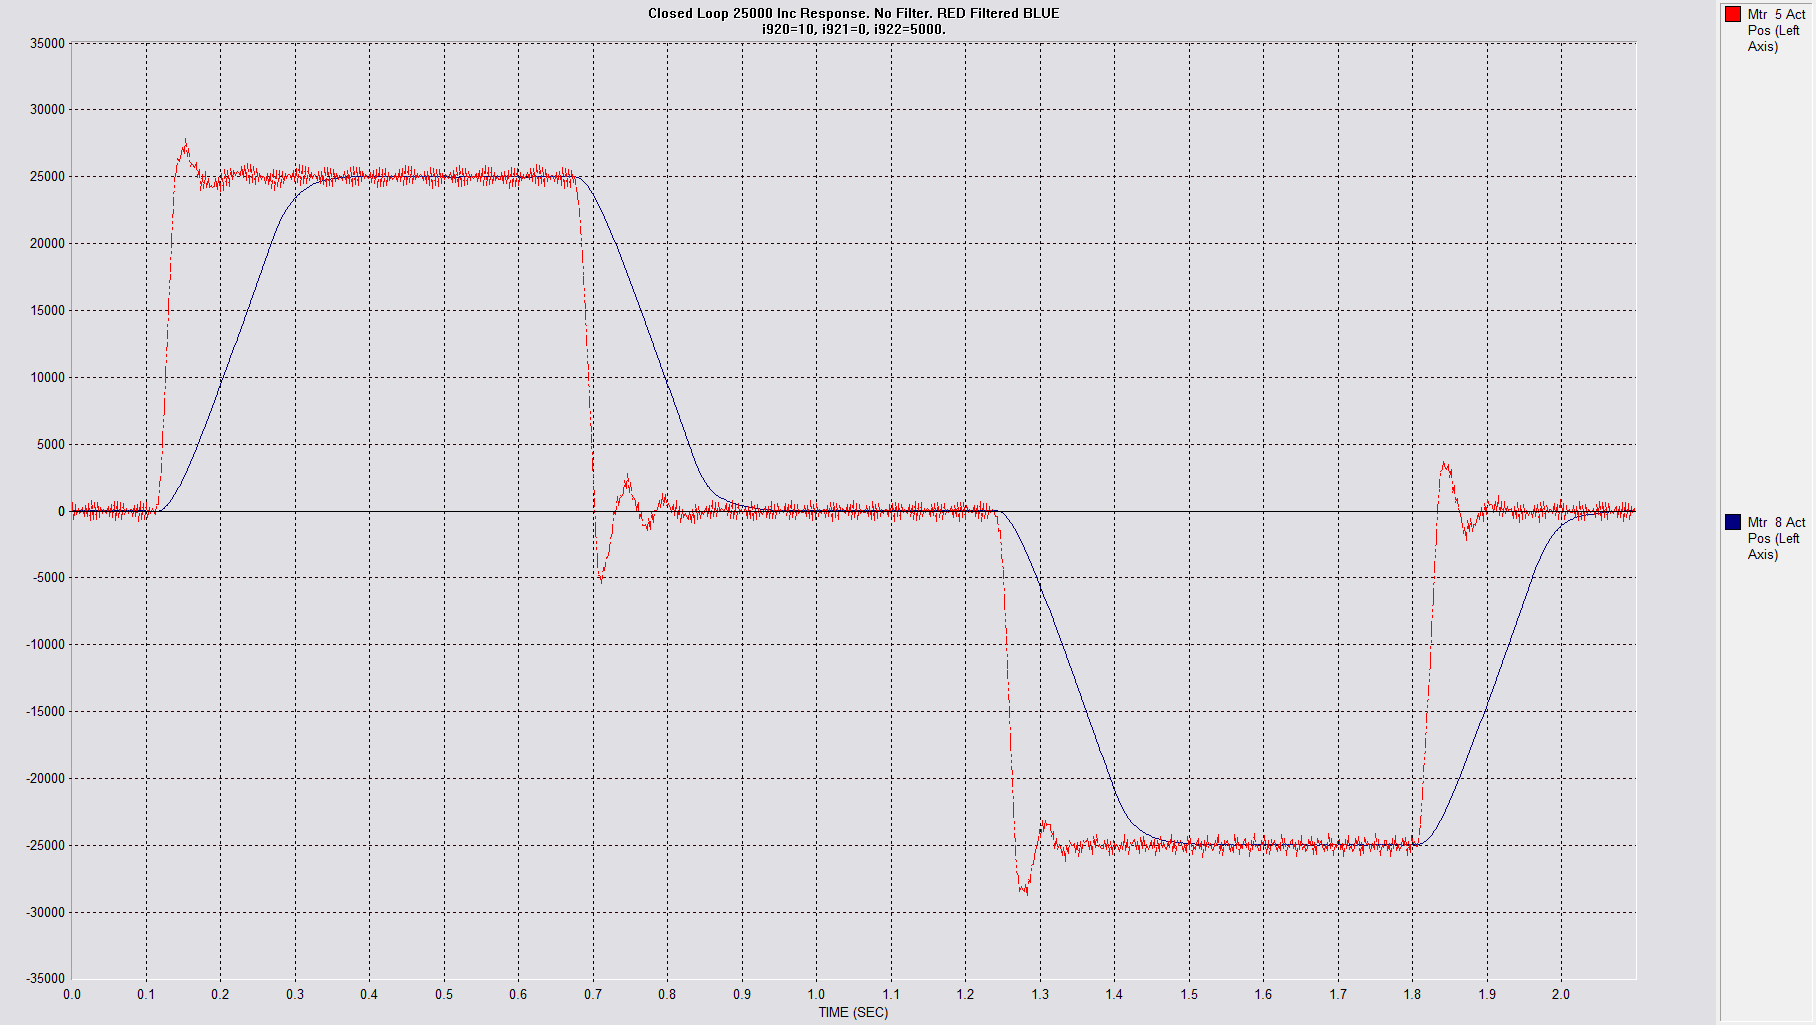 Closed Loop 25000 Inc Response. No Filter. RED Filtered BLUE
i920=10, i921=0, i922=5000.
35000
30000
25000
20000
15000
10000
5000
0
-5000
-10000
-15000
-20000
-25000
-30000
-35000
0.0 0.1 0.2 0.3 0.4 0.5 0.6 0.7 0.8 0.9 1.0 1.1 1.2 1.3 1.4 1.5 1.6 1.7 1.8 1.9 2.0
TIME (SEC)
Mtr 5 Act
Pos (Left
Axis)
Mtr 8 Act
Pos (Left
Axis)